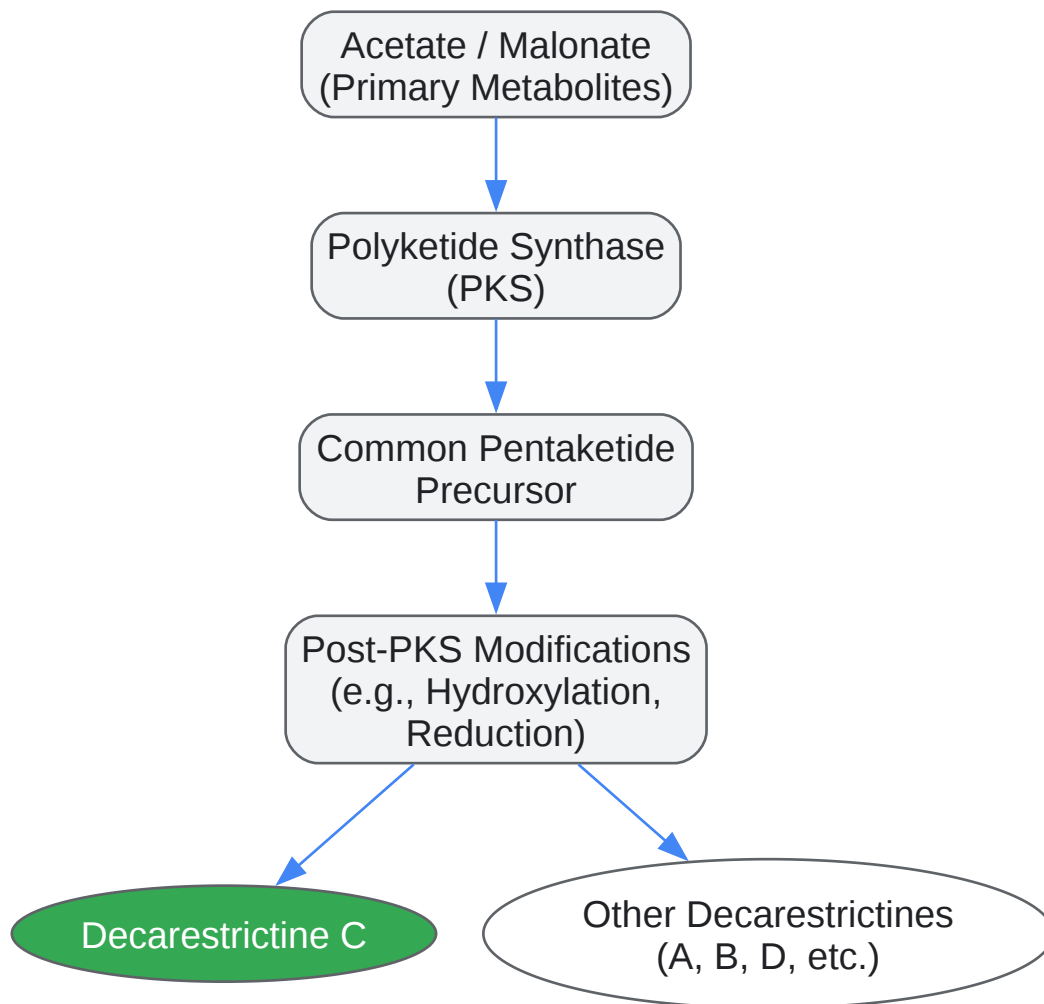 Acetate / Malonate
(Primary Metabolites)
Polyketide Synthase
(PKS)
Common Pentaketide
Precursor
Post-PKS Modifications
(e.g., Hydroxylation,
Reduction)
Decarestrictine C
Other Decarestrictines
(A, B, D, etc.)